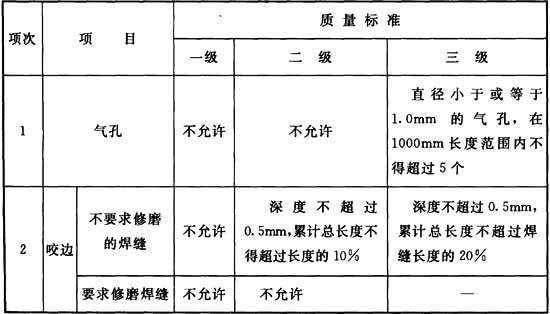 项次
项 目
质 量 标 准
一级
二 级
三 级
1
气孔
不允许
不允许
直径小于或等于
1.0mm 的气孔，在
1000mm长度范围内不
得超过5个
2
咬边
不要求修磨
的焊缝
不允许
深度不超过
0.5mm,累计总长度不
得超过长度的10%
深度不超过0.5mm,
累计总长度不超过焊
缝长度的20%
要求修磨焊缝
不允许
不允许
—